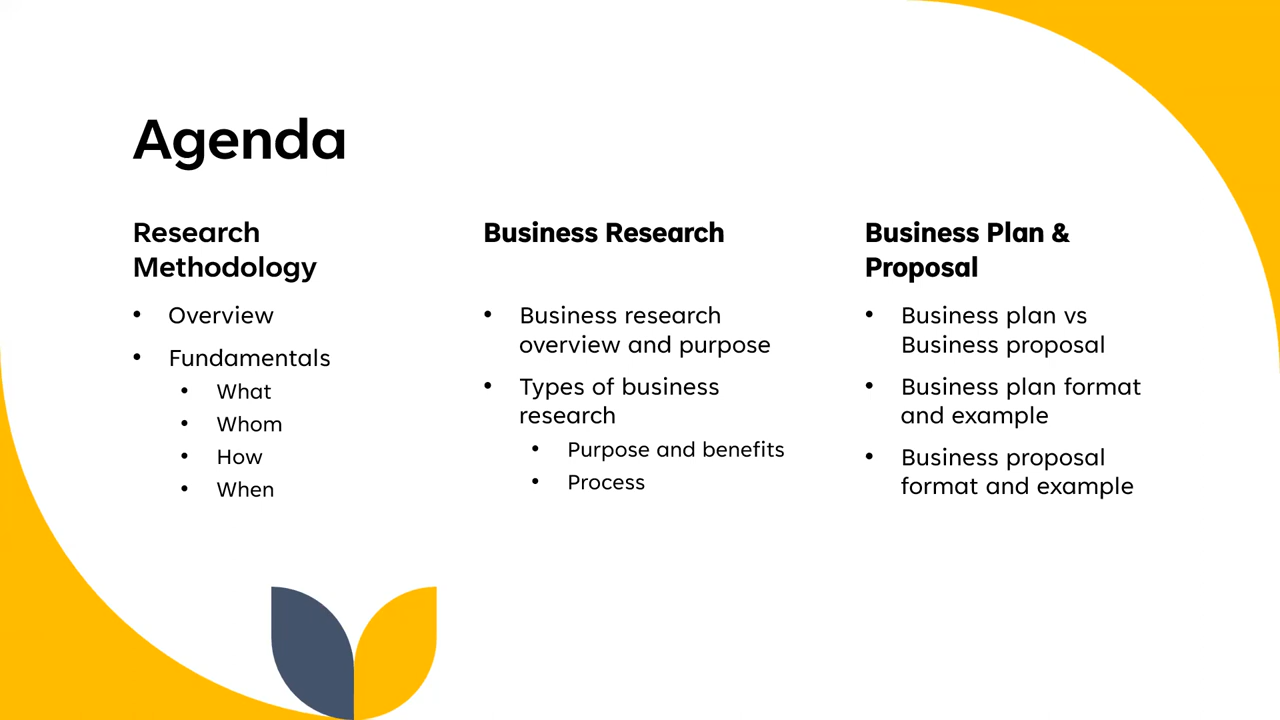 Agenda
Research
Methodology
• Overview
• Fundamentals
• What
• Whom
• How
• When
Business Research
• Business research
overview and purpose
• Types of business
research
• Purpose and benefits
• Process
Business Plan &
Proposal
• Business plan vs
Business proposal
• Business plan format
and example
• Business proposal
format and example